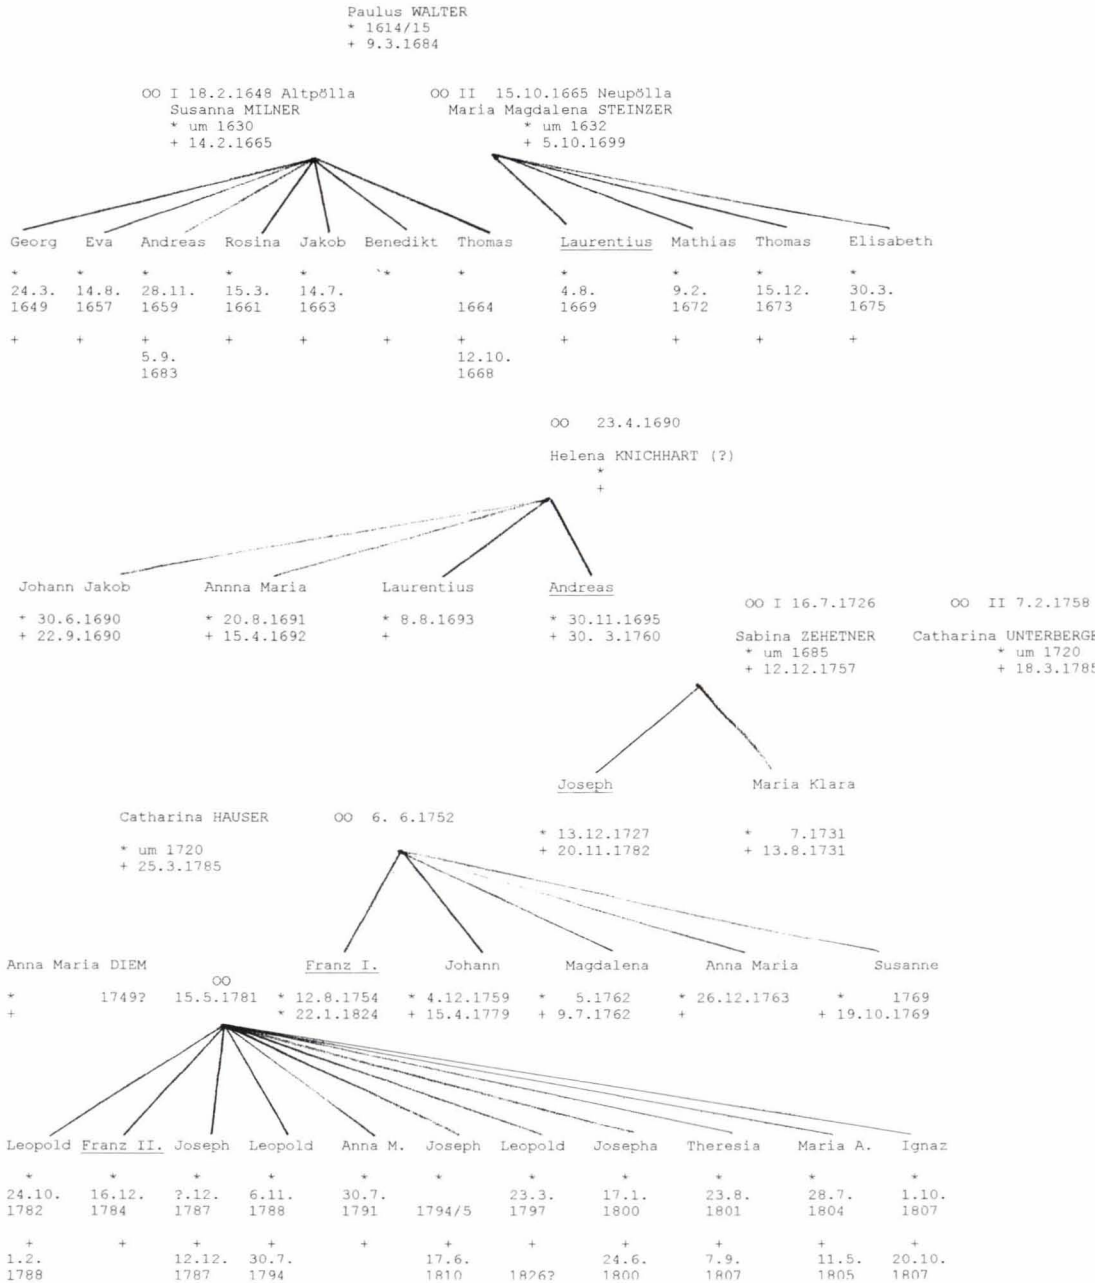 Paulus WALTER
* 1614/15
+ 9.3.1684
OO I 18.2.1648 Altpölla OO II 15.10.1665 Neupölla
Susanna MILNER Maria Magdalena STEINZER
* um 1630 * um 1632
+ 14.2.1665 + 5.10.1699
Georg Eva Andreas Rosina Jakob Benedikt Thomas Laurentius Mathias Thomas Elisabeth
* * * * * * * * * * *
24.3. 14.8. 28.11. 15.3. 14.7. 4.8. 9.2. 15.12. 30.3.
1649 1657 1659 1661 1663 1664 1669 1672 1673 1675
+ + + + + + + + + + +
5.9. 12.10.
1683 1668
OO 23.4.1690
Helena KNICHHART (?)
*
+
Johann Jakob Annna Maria Laurentius Andreas
OO I 16.7.1726 OO II 7.2.1758
* 30.6.1690 * 20.8.1691 * 8.8.1693 * 30.11.1695
+ 22.9.1690 + 15.4.1692 + + 30. 3.1760
Sabina ZEHETNER Catharina UNTERBERGE
* um 1685 * um 1720
+ 12.12.1757 + 18.3.1785
Joseph Maria Klara
Catharina HAUSER OO 6. 6.1752
* 13.12.1727 * 7.1731
* um 1720 + 20.11.1782 + 13.8.1731
+ 25.3.1785
Anna Maria DIEM Franz I. Johann Magdalena Anna Maria Susanne
OO
* 1749? 15.5.1781 * 12.8.1754 * 4.12.1759 * 5.1762 * 26.12.1763 * 1769
+ * 22.1.1824 + 15.4.1779 + 9.7.1762 + + 19.10.1769
Leopold Franz II. Joseph Leopold Anna M. Joseph Leopold Josepha Theresia Maria A. Ignaz
* * * * * * * * * * *
24.10. 16.12. ?.12. 6.11. 30.7. 23.3. 17.1. 23.8. 28.7. 1.10.
1782 1784 1787 1788 1791 1794/5 1797 1800 1801 1804 1807
+ + + + + + + + + + +
1.2. 12.12. 30.7. 17.6. 24.6. 7.9. 11.5. 20.10.
1788 1787 1794 1810 1826? 1800 1807 1805 1807